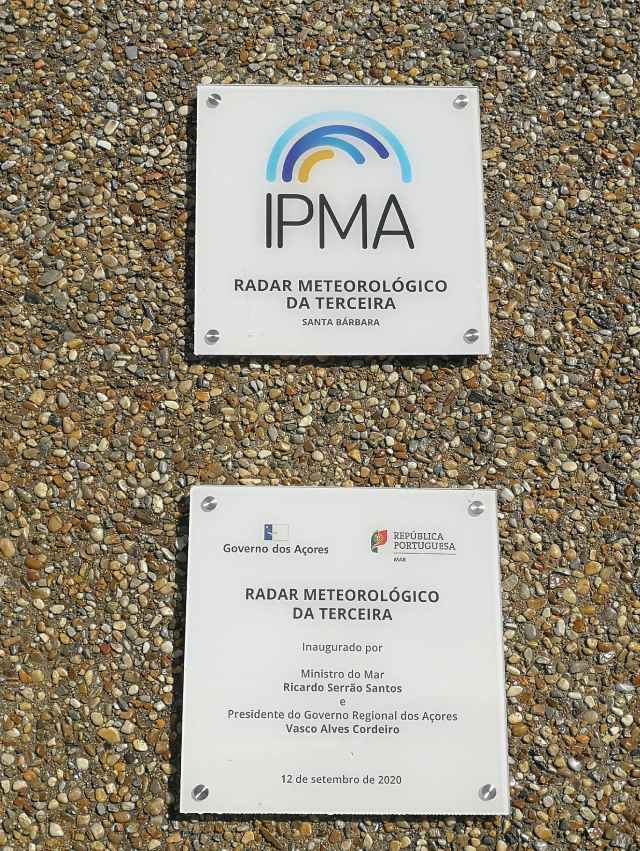 IPMA
RADAR METEOROLÓGICO
DA TERCEIRA
SANTA BÁRBARA
Governo dos Açores
REPÚBLICA
PORTUGUESA
MAR
RADAR METEOROLÓGICO
DA TERCEIRA
Inaugurado por
Ministro do Mar
Ricardo Serrão Santos
e
Presidente do Governo Regional dos Açores
Vasco Alves Cordeiro
12 de setembro de 2020